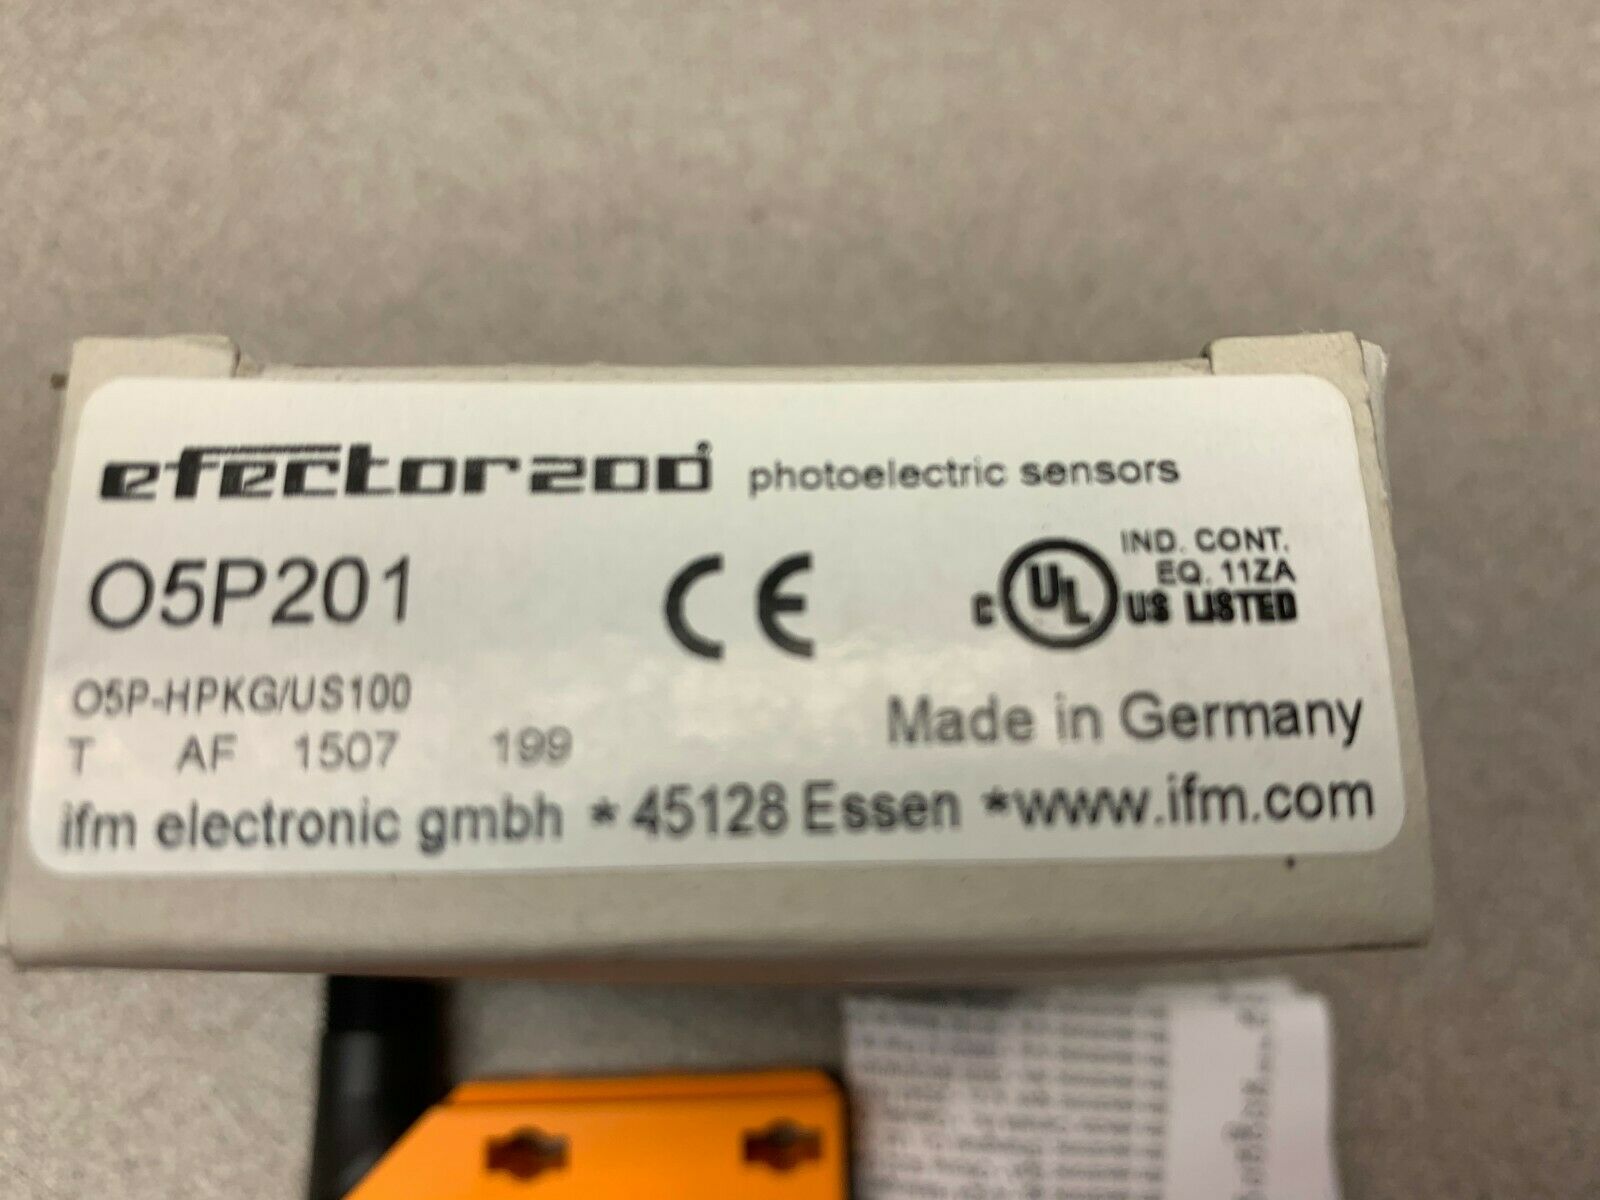 efector200® photoelectric sensors
O5P201
CE
IND. CONT.
EQ. 11ZA
C UL US LISTED
O5P-HPKG/US100
T AF 1507 199
Made in Germany
ifm electronic gmbh * 45128 Essen * www.ifm.com